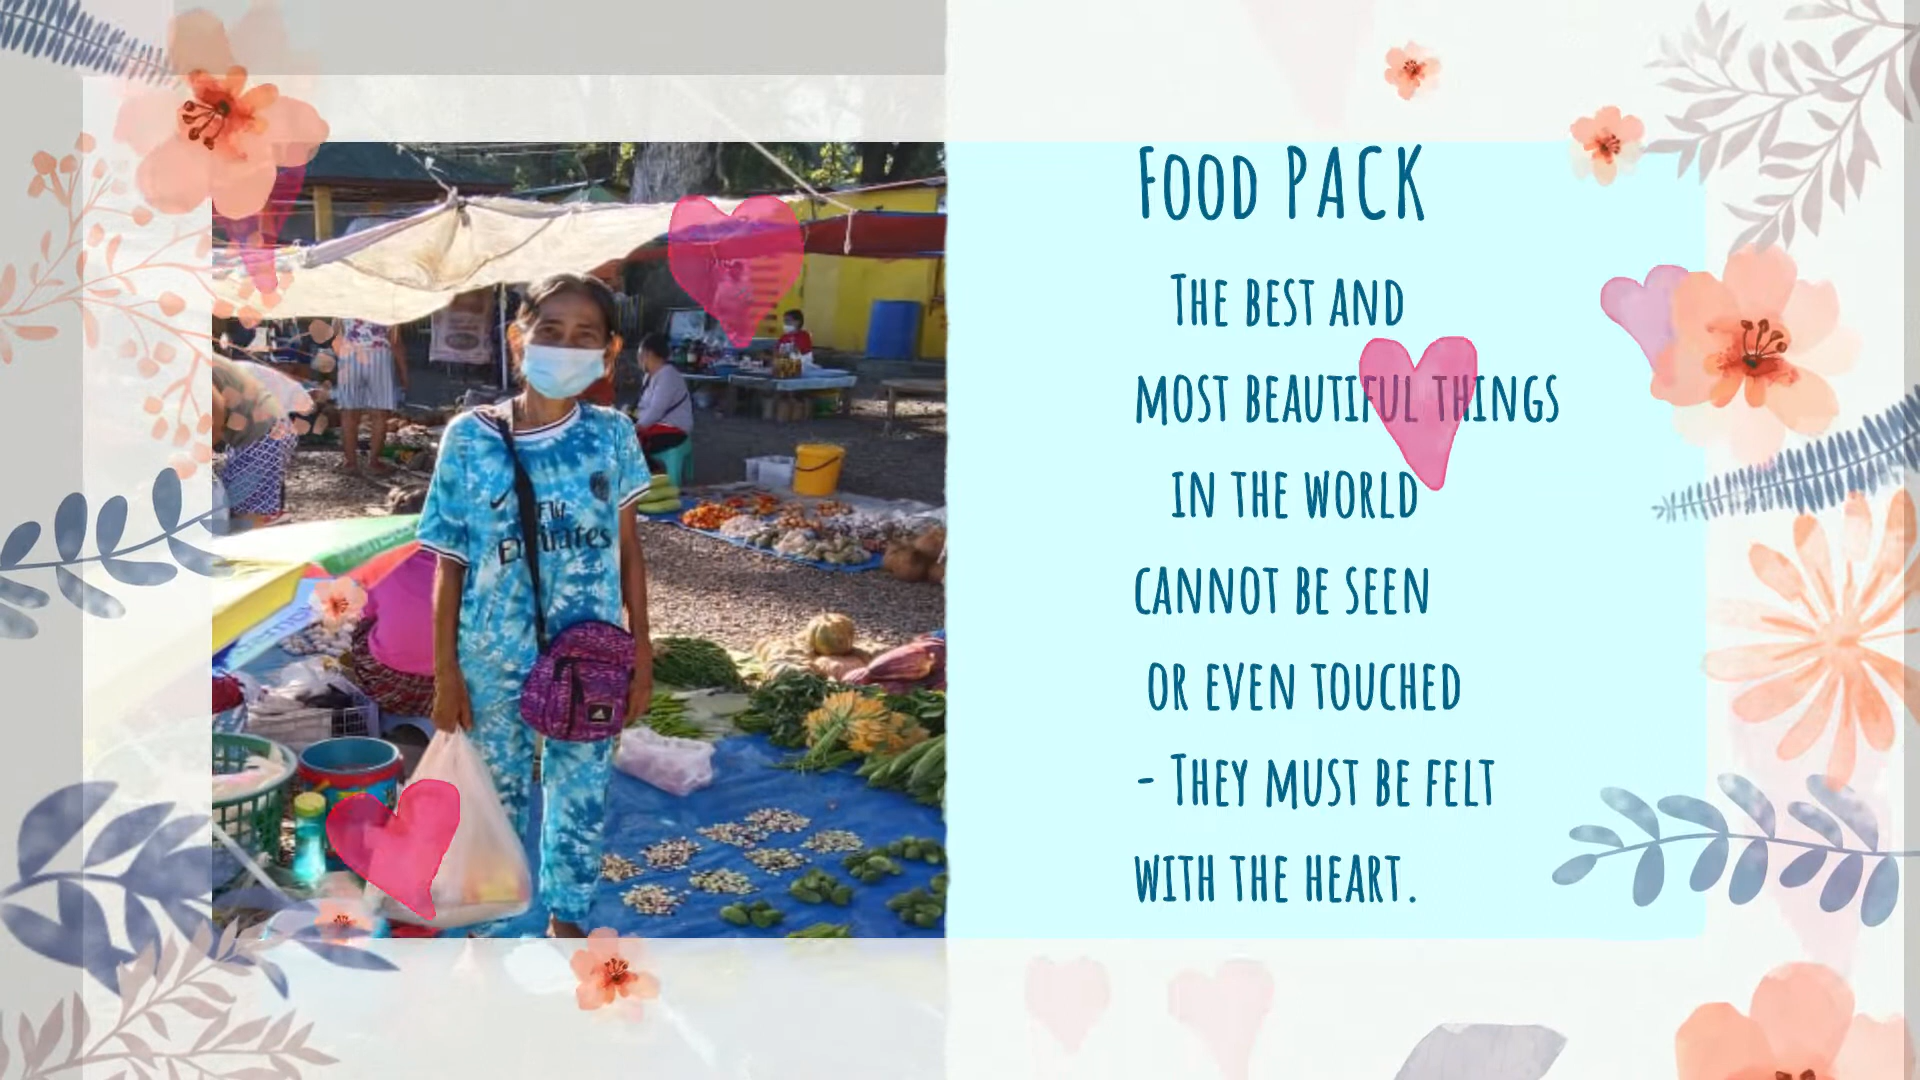 Food PACK
The best and
most beautiful things
in the world
cannot be seen
or even touched
- They must be felt
with the heart.
Emirates